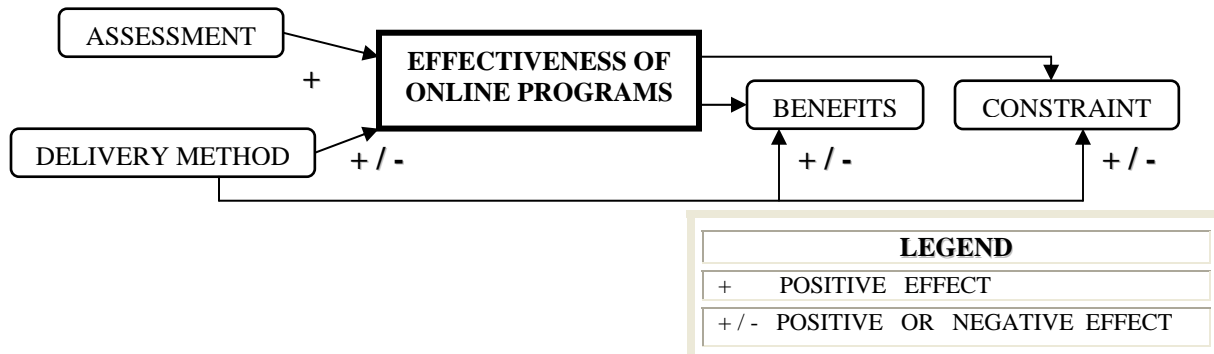 ASSESSMENT
EFFECTIVENESS OF
ONLINE PROGRAMS
+
BENEFITS
CONSTRAINT
DELIVERY METHOD
+ / -
+ / -
+ / -
LEGEND
+ POSITIVE EFFECT
+ / - POSITIVE OR NEGATIVE EFFECT